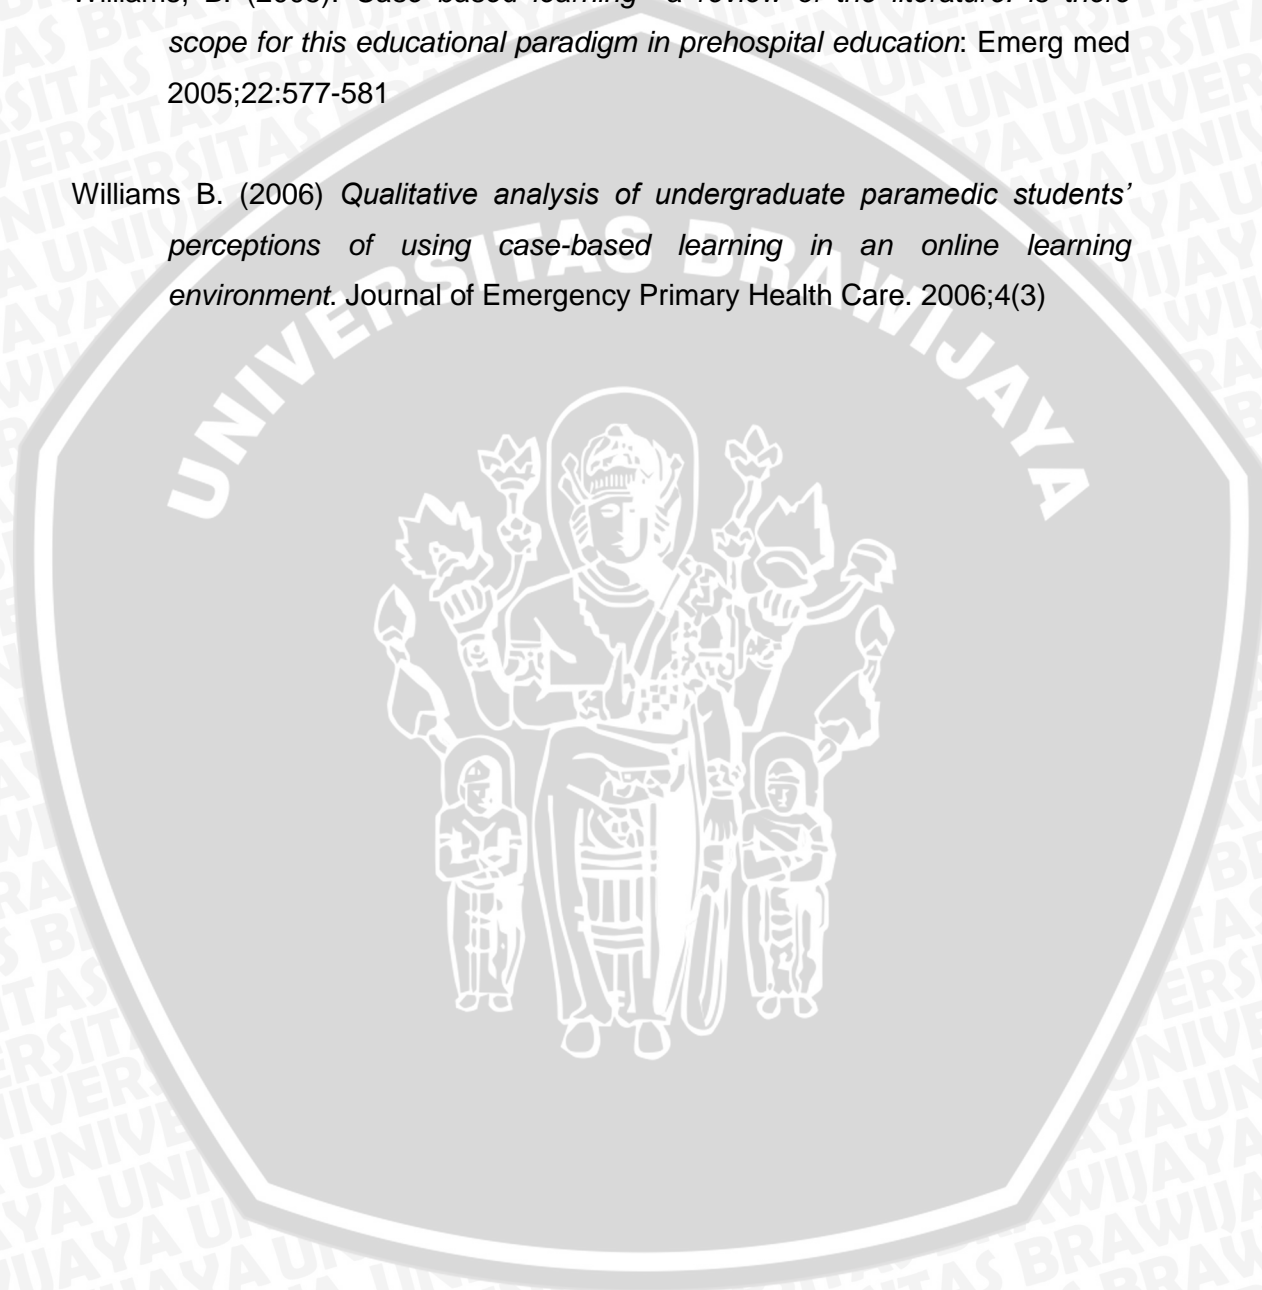 Williams, B. (2005). Case based learning a review of the literature: is there
scope for this educational paradigm in prehospital education: Emerg med
2005;22:577-581
Williams B. (2006) Qualitative analysis of undergraduate paramedic students’
perceptions of using case-based learning in an online learning
environment. Journal of Emergency Primary Health Care. 2006;4(3)
UNIVERSITAS BRAWIJAYA